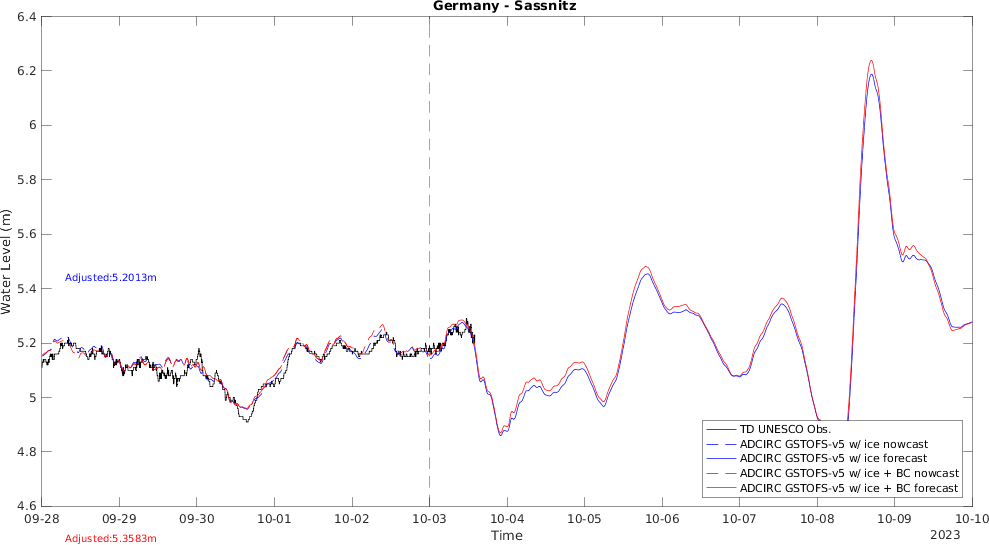 Germany - Sassnitz
6.4
6.2
6
5.8
5.6
5.4
5.2
5
4.8
4.6
Water Level (m)
Adjusted:5.2013m
TD UNESCO Obs.
ADCIRC GSTOFS-v5 w/ ice nowcast
ADCIRC GSTOFS-v5 w/ ice forecast
ADCIRC GSTOFS-v5 w/ ice + BC nowcast
ADCIRC GSTOFS-v5 w/ ice + BC forecast
09-28 09-29 09-30 10-01 10-02 10-03 10-04 10-05 10-06 10-07 10-08 10-09 10-10
Time
2023
Adjusted:5.3583m